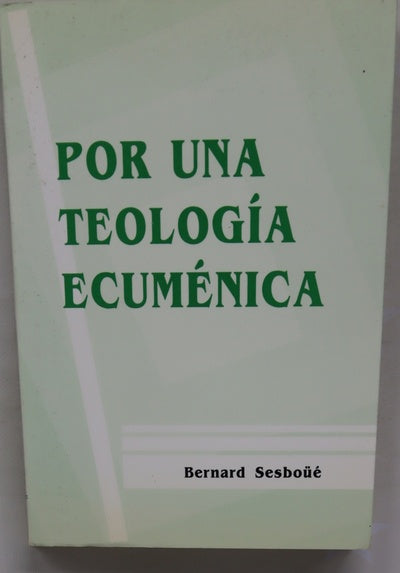 POR UNA
TEOLOGÍA
ECUMÉNICA
Bernard Sesboüé